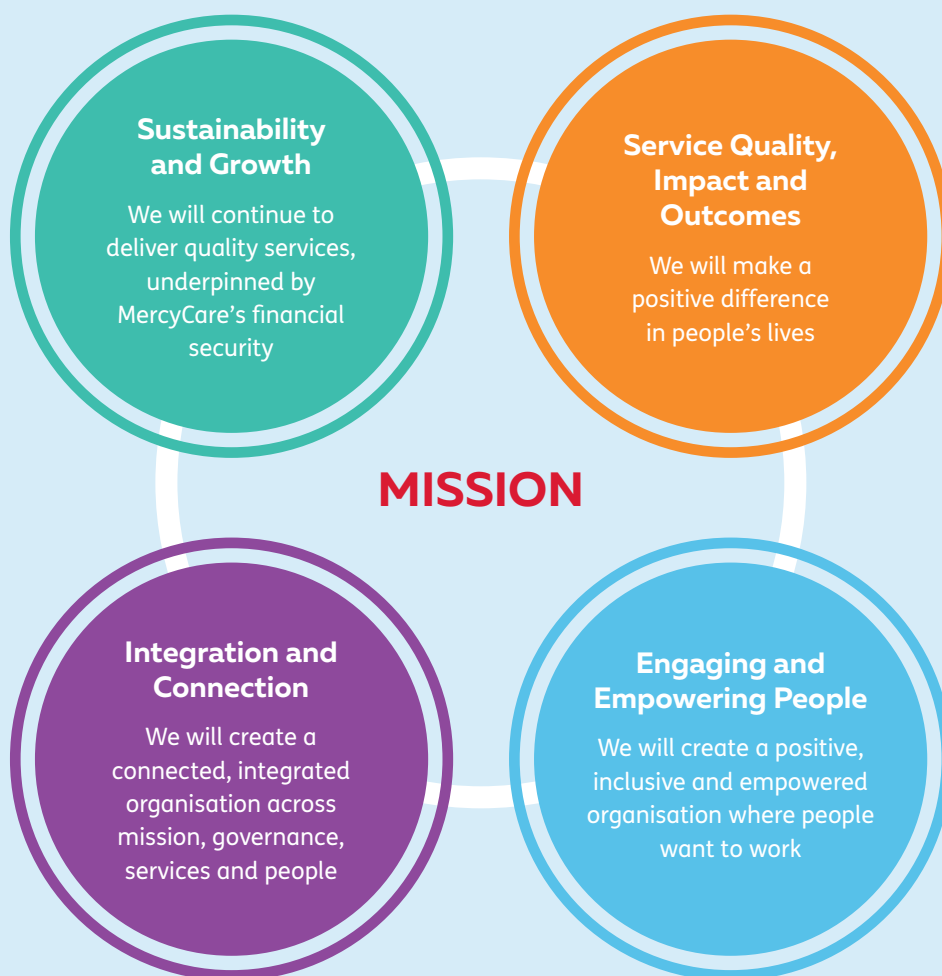 Sustainability
and Growth
We will continue to
deliver quality services,
underpinned by
MercyCare’s financial
security
Service Quality,
Impact and
Outcomes
We will make a
positive difference
in people’s lives
MISSION
Integration and
Connection
We will create a
connected, integrated
organisation across
mission, governance,
services and people
Engaging and
Empowering People
We will create a positive,
inclusive and empowered
organisation where people
want to work